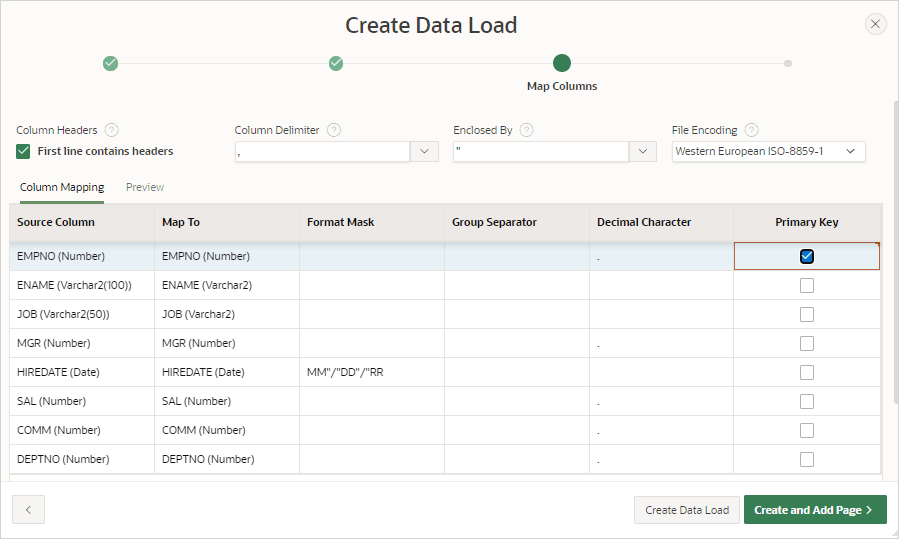 Create Data Load
Map Columns
Column Headers ?
Column Delimiter ?
Enclosed By ?
File Encoding ?
First line contains headers
,
"
Western European ISO-8859-1
Column Mapping Preview
Source Column Map To Format Mask Group Separator Decimal Character Primary Key
EMPNO (Number) EMPNO (Number) .
ENAME (Varchar2(100)) ENAME (Varchar2)
JOB (Varchar2(50)) JOB (Varchar2)
MGR (Number) MGR (Number) .
HIREDATE (Date) HIREDATE (Date) MM"/"DD"/"RR
SAL (Number) SAL (Number) .
COMM (Number) COMM (Number) .
DEPTNO (Number) DEPTNO (Number) .
Create Data Load
Create and Add Page